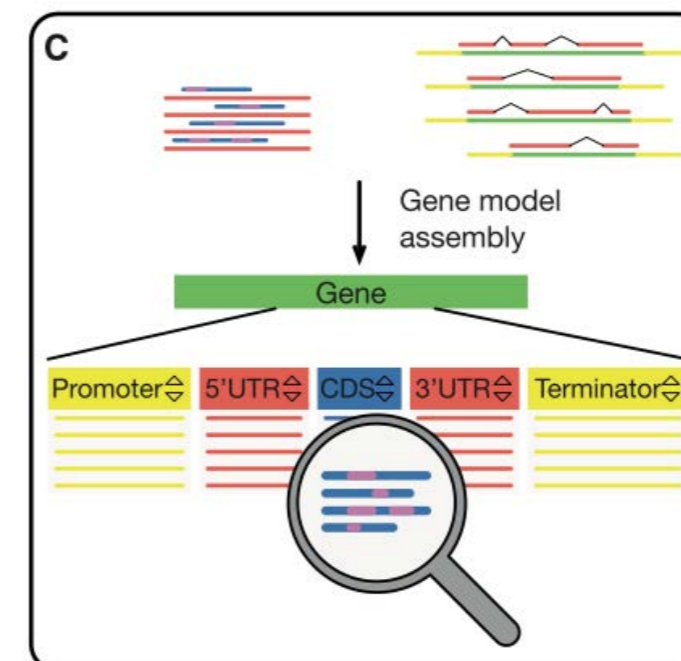 C
Gene model
assembly
Gene
Promoter 5'UTR CDS 3'UTR Terminator